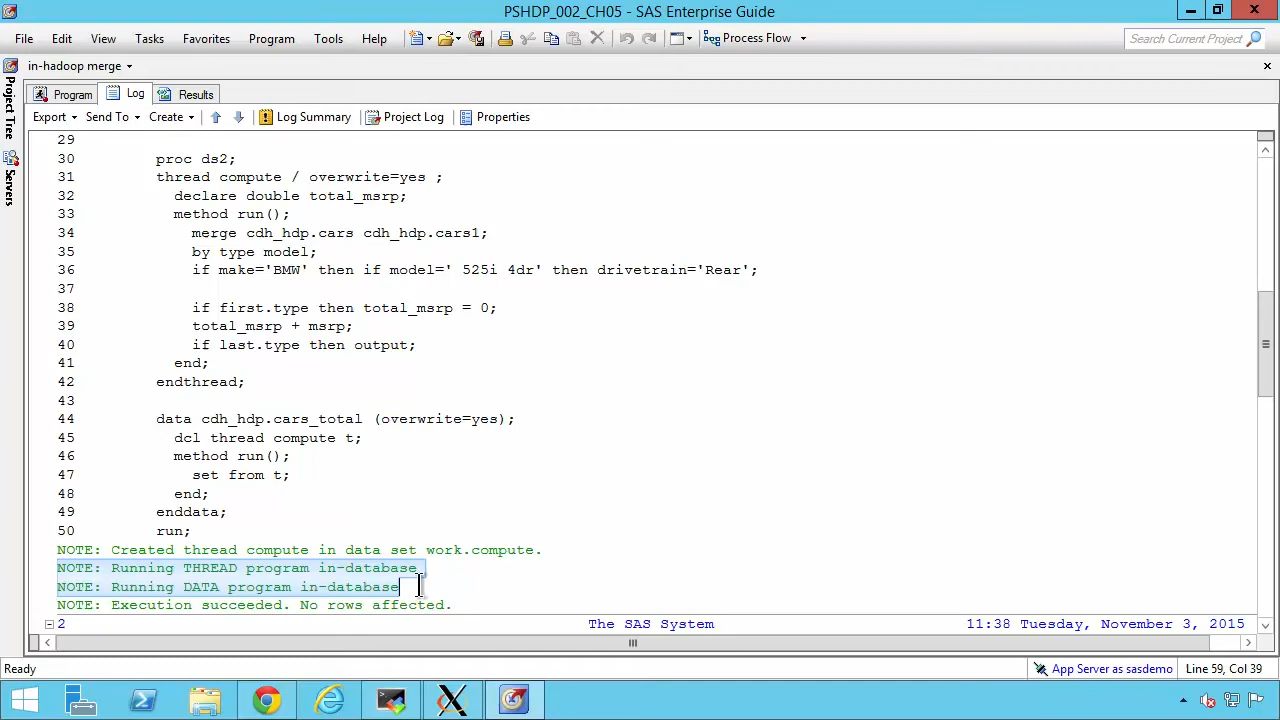 PSHDP_002_CH05 - SAS Enterprise Guide
File Edit View Tasks Favorites Program Tools Help Process Flow Search Current Project
in-hadoop merge
Program Log Results
Export Send To Create Log Summary Project Log Properties
Project Tree
Servers
29
30 proc ds2;
31 thread compute / overwrite=yes ;
32 declare double total_msrp;
33 method run();
34 merge cdh_hdp.cars cdh_hdp.cars1;
35 by type model;
36 if make='BMW' then if model=' 525i 4dr' then drivetrain='Rear';
37
38 if first.type then total_msrp = 0;
39 total_msrp + msrp;
40 if last.type then output;
41 end;
42 endthread;
43
44 data cdh_hdp.cars_total (overwrite=yes);
45 dcl thread compute t;
46 method run();
47 set from t;
48 end;
49 enddata;
50 run;
NOTE: Created thread compute in data set work.compute.
NOTE: Running THREAD program in-database
NOTE: Running DATA program in-database
NOTE: Execution succeeded. No rows affected.
2 The SAS System 11:38 Tuesday, November 3, 2015
Ready App Server as sasdemo Line 59, Col 39